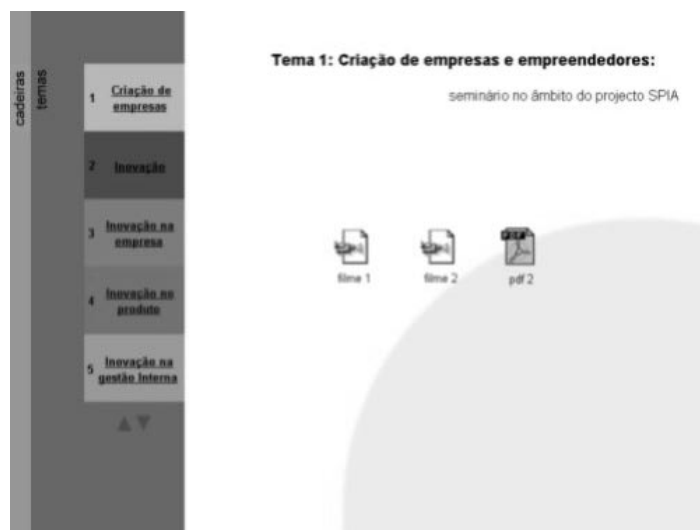 cadeiras
temas
1 Criação de
empresas
2 Inovação
3 Inovação na
empresa
4 Inovação no
produto
5 Inovação na
gestão Interna
Tema 1: Criação de empresas e empreendedores:
seminário no âmbito do projecto SPIA
filme 1
filme 2
PDF
pdf 2